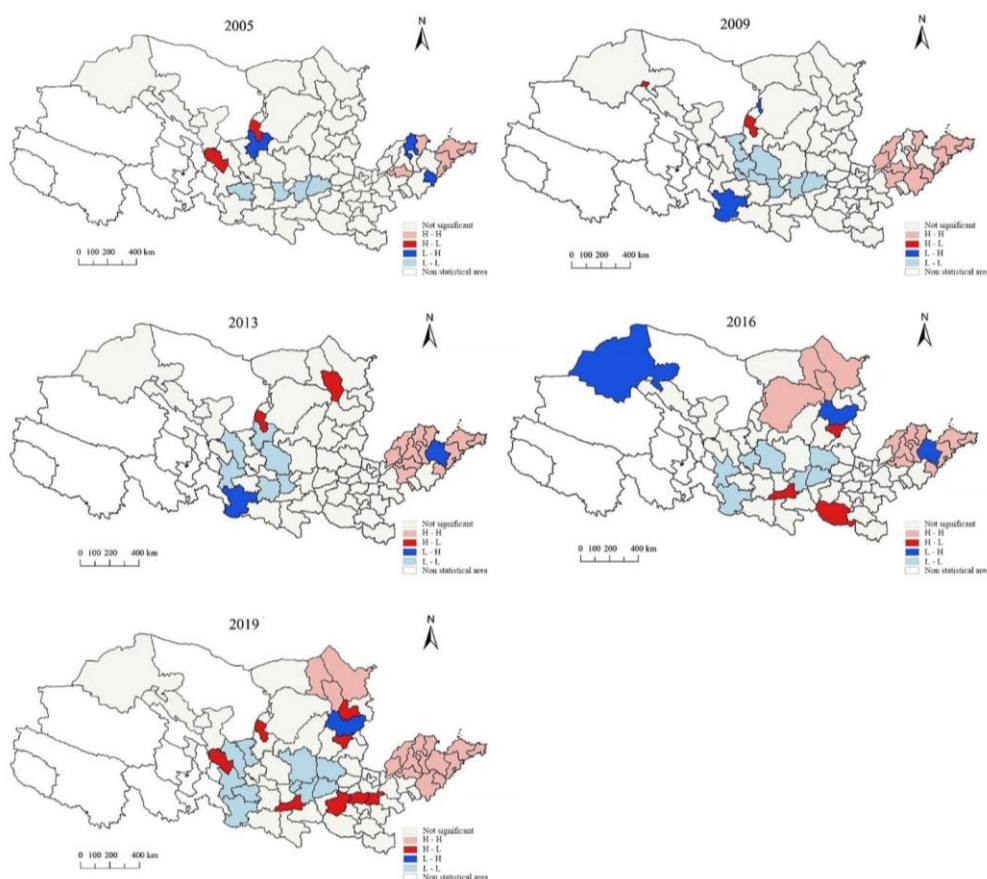 2005
N
Not significant
H - H
H - L
L - H
L - L
Non statistical area
0 100 200 400 km
2009
N
Not significant
H - H
H - L
L - H
L - L
Non statistical area
0 100 200 400 km
2013
N
Not significant
H - H
H - L
L - H
L - L
Non statistical area
0 100 200 400 km
2016
N
Not significant
H - H
H - L
L - H
L - L
Non statistical area
0 100 200 400 km
2019
N
Not significant
H - H
H - L
L - H
L - L
Non statistical area
0 100 200 400 km